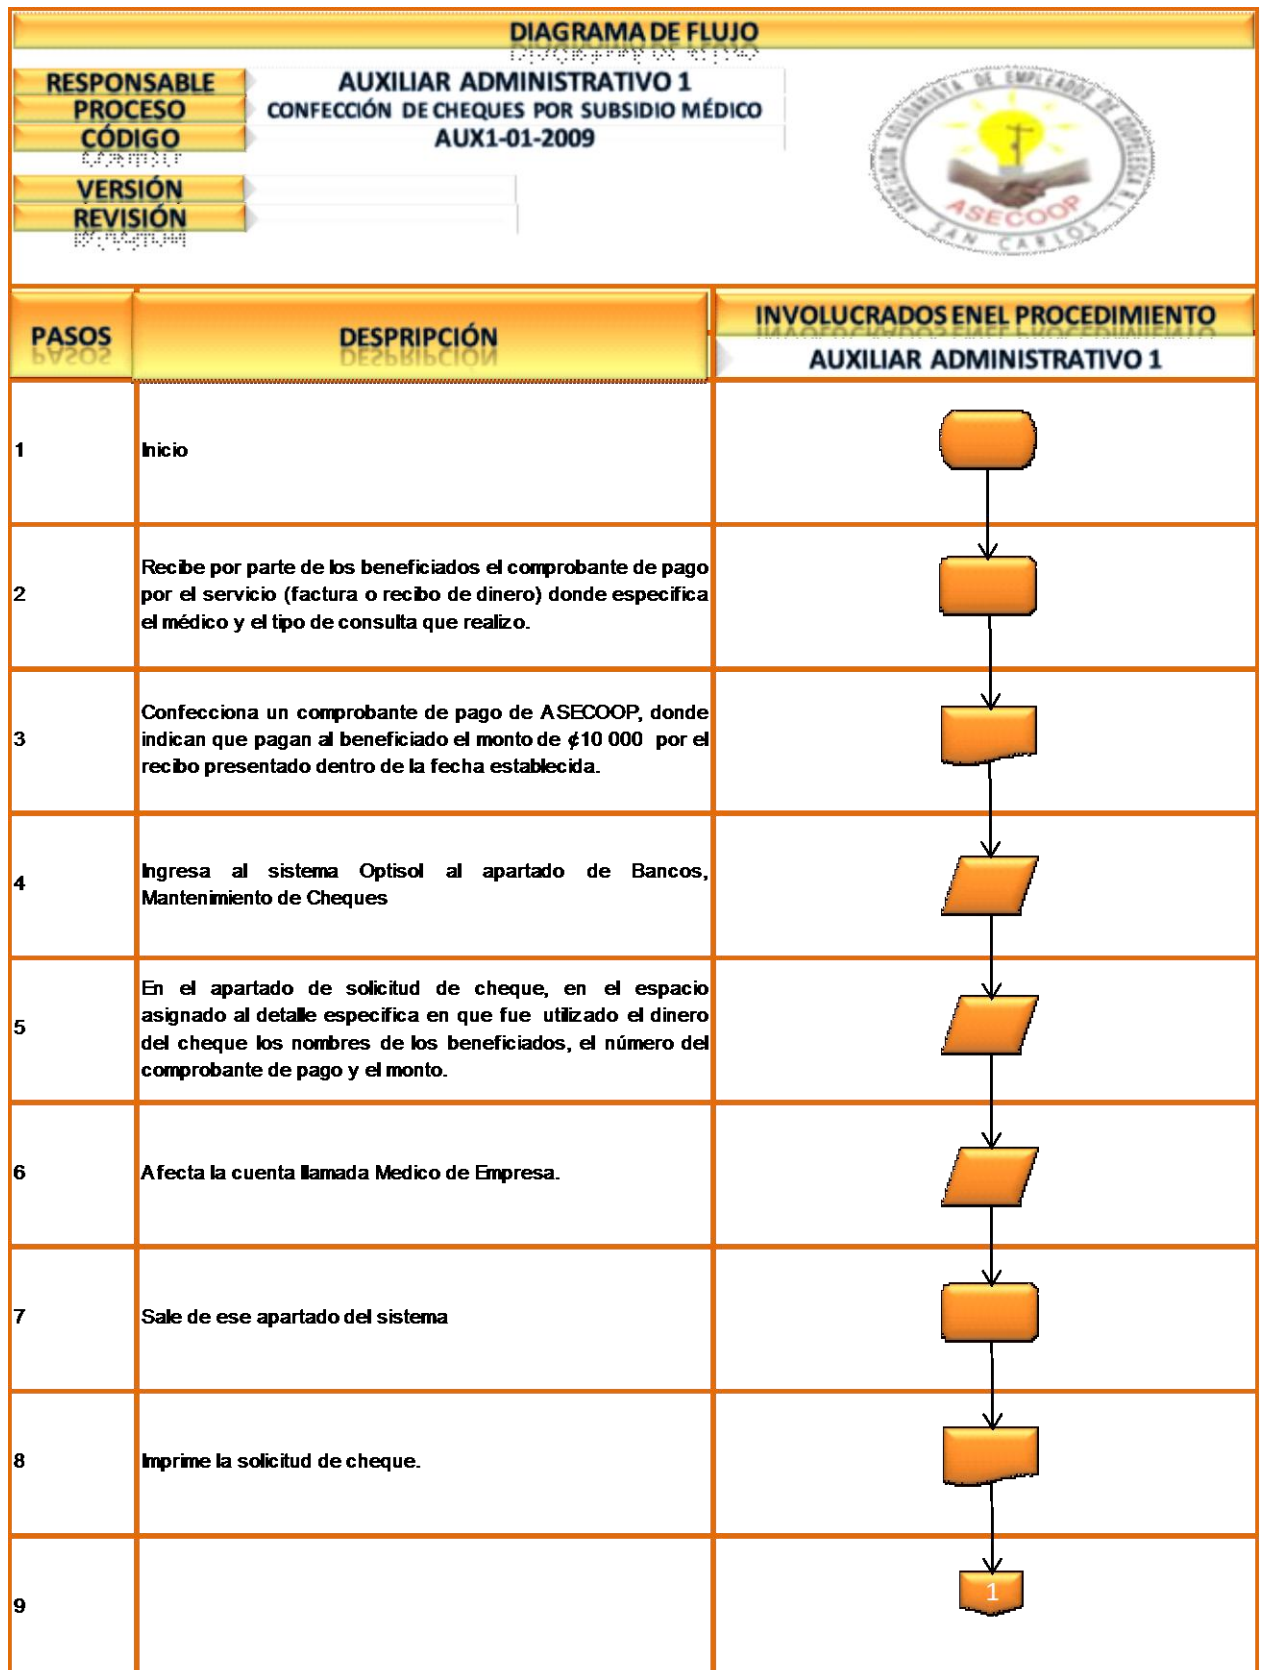 DIAGRAMA DE FLUJO
RESPONSABLE
AUXILIAR ADMINISTRATIVO 1
PROCESO
CONFECCIÓN DE CHEQUES POR SUBSIDIO MÉDICO
CÓDIGO
AUX1-01-2009
VERSIÓN
REVISIÓN
ASOCIACION SOLIDARISTA DE EMPLEADOS DE COOPELESCA R.L.
ASECOOP
SAN CARLOS
PASOS
DESPRIPCIÓN
INVOLUCRADOS ENEL PROCEDIMIENTO
AUXILIAR ADMINISTRATIVO 1
1
Inicio
2
Recibe por parte de los beneficiados el comprobante de pago
por el servicio (factura o recibo de dinero) donde especifica
el médico y el tipo de consulta que realizo.
3
Confecciona un comprobante de pago de ASECOOP, donde
indican que pagan al beneficiado el monto de ¢10 000 por el
recibo presentado dentro de la fecha establecida.
4
Ingresa al sistema Optisol al apartado de Bancos,
Mantenimiento de Cheques
5
En el apartado de solicitud de cheque, en el espacio
asignado al detalle especifica en que fue utilizado el dinero
del cheque los nombres de los beneficiados, el número del
comprobante de pago y el monto.
6
Afecta la cuenta llamada Medico de Empresa.
7
Sale de ese apartado del sistema
8
Imprime la solicitud de cheque.
9
1